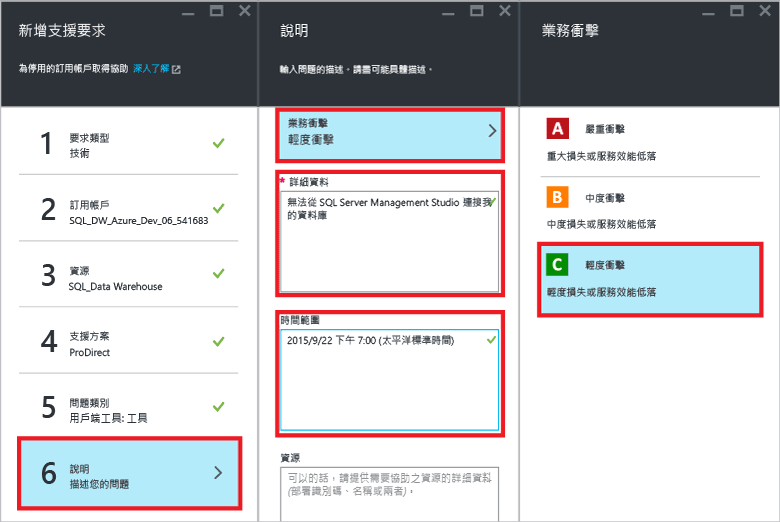 新增支援要求
為停用的訂用帳戶取得協助 深入了解
1
要求類型
技術
2
訂用帳戶
SQL_DW_Azure_Dev_06_541683
3
資源
SQL_Data Warehouse
4
支援方案
ProDirect
5
問題類別
用戶端工具: 工具
6
說明
描述您的問題
說明
輸入問題的描述。請盡可能具體描述。
業務衝擊
輕度衝擊
* 詳細資料
無法從 SQL Server Management Studio 連接我
的資料庫
時間範圍
2015/9/22 下午 7:00 (太平洋標準時間)
資源
可以的話，請提供需要協助之資源的詳細資料
(部署識別碼、名稱或兩者)。
業務衝擊
A 嚴重衝擊
重大損失或服務效能低落
B 中度衝擊
中度損失或服務效能低落
C 輕度衝擊
輕度損失或服務效能低落